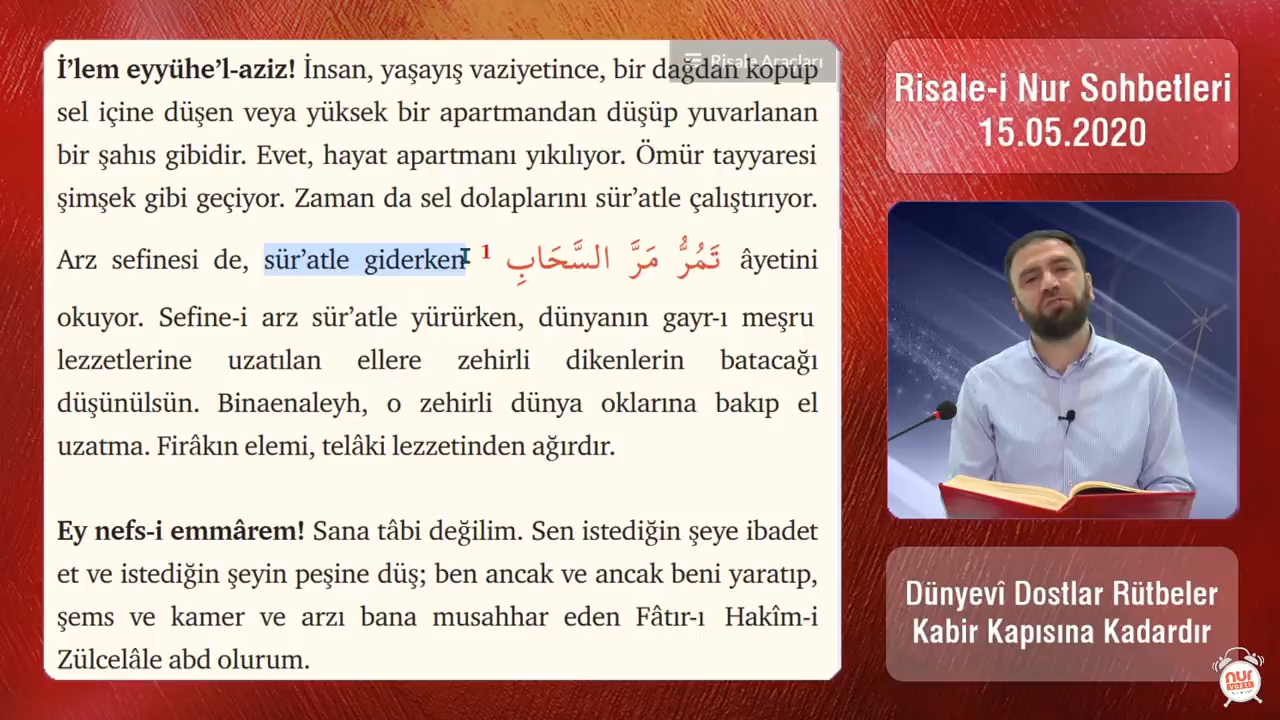 Risale Araçları
İ'lem eyyühe'l-aziz! İnsan, yaşayış vaziyetince, bir dağdan kopup
sel içine düşen veya yüksek bir apartmandan düşüp yuvarlanan
bir şahıs gibidir. Evet, hayat apartmanı yıkılıyor. Ömür tayyaresi
şimşek gibi geçiyor. Zaman da sel dolaplarını sür'atle çalıştırıyor.
Arz sefinesi de, sür'atle giderken 1 تَمُرُّ مَرَّ السَّحَابِ âyetini
okuyor. Sefine-i arz sür'atle yürürken, dünyanın gayr-ı meşru
lezzetlerine uzatılan ellere zehirli dikenlerin batacağı
düşünülsün. Binaenaleyh, o zehirli dünya oklarına bakıp el
uzatma. Firâkın elemi, telâki lezzetinden ağırdır.
Ey nefs-i emmârem! Sana tâbi değilim. Sen istediğin şeye ibadet
et ve istediğin şeyin peşine düş; ben ancak ve ancak beni yaratıp,
şems ve kamer ve arzı bana musahhar eden Fâtır-ı Hakîm-i
Zülcelâle abd olurum.
Risale-i Nur Sohbetleri
15.05.2020
Dünyevî Dostlar Rütbeler
Kabir Kapısına Kadardır
nur